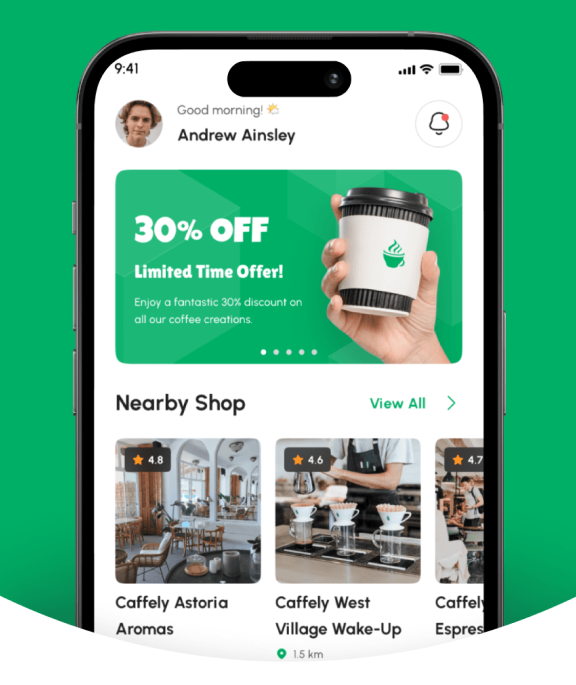 9:41
Good morning! 🌤️
Andrew Ainsley
30% OFF
Limited Time Offer!
Enjoy a fantastic 30% discount on
all our coffee creations.
Nearby Shop
View All
4.8
4.6
4.7
Caffely Astoria
Aromas
Caffely West
Village Wake-Up
1.5 km
Caffely
Espres